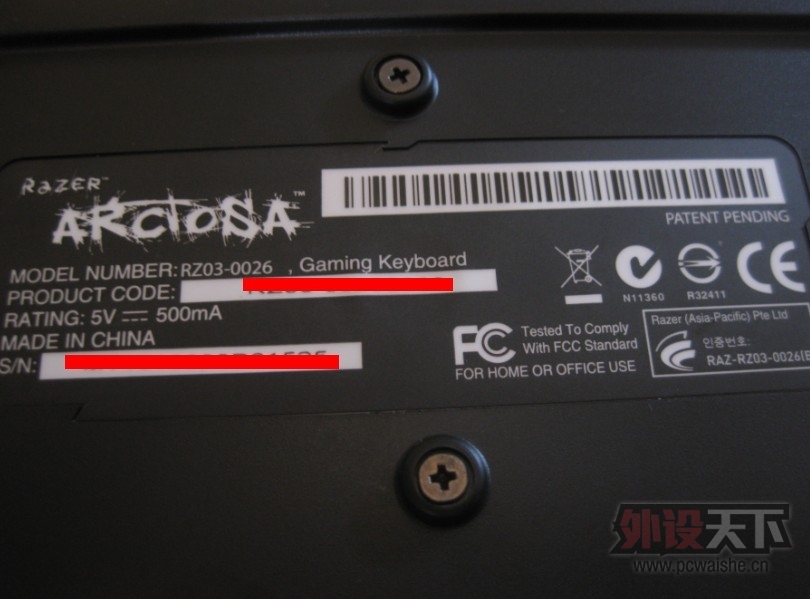 RAZER™
ARCTOSA™
PATENT PENDING
MODEL NUMBER: RZ03-0026 , Gaming Keyboard
PRODUCT CODE:
RATING: 5V ⎓ 500mA
MADE IN CHINA
S/N:
N11360
R32411
CE
FC Tested To Comply
With FCC Standard
FOR HOME OR OFFICE USE
Razer (Asia-Pacific) Pte Ltd
인증번호:
RAZ-RZ03-0026(B
外设天下
www.pcwaishe.cn